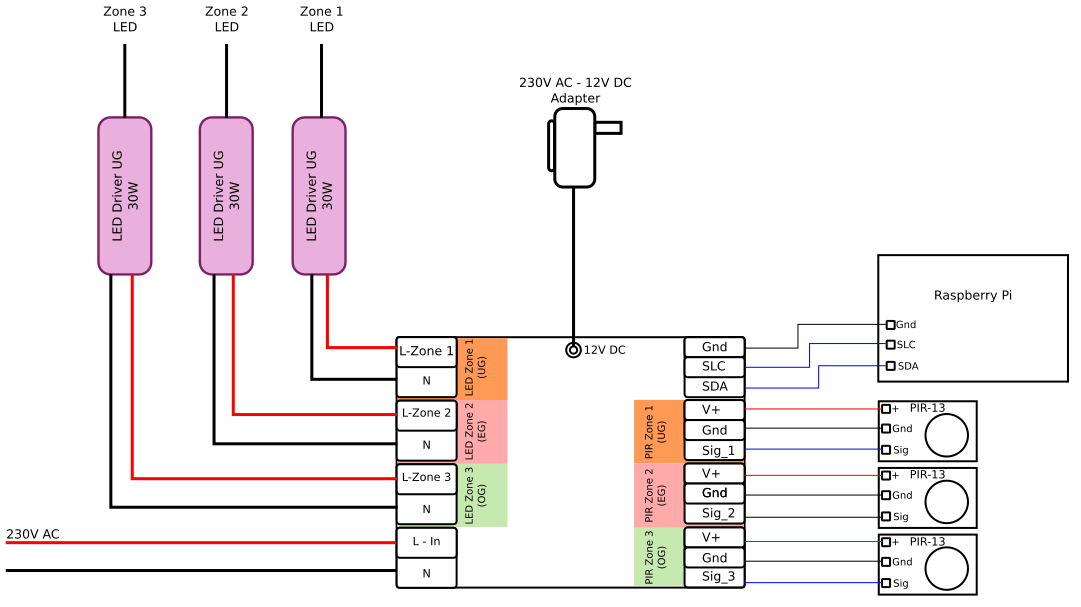 Zone 3
LED
Zone 2
LED
Zone 1
LED
230V AC - 12V DC
Adapter
LED Driver UG
30W
LED Driver UG
30W
LED Driver UG
30W
Raspberry Pi
Gnd
SLC
SDA
12V DC
L-Zone 1
N
LED Zone 1
(UG)
L-Zone 2
N
LED Zone 2
(EG)
L-Zone 3
N
LED Zone 3
(OG)
230V AC
L - In
N
Gnd
SLC
SDA
PIR Zone 1
(UG)
V+
Gnd
Sig_1
PIR Zone 2
(EG)
V+
Gnd
Sig_2
PIR Zone 3
(OG)
V+
Gnd
Sig_3
+ PIR-13
Gnd
Sig
+ PIR-13
Gnd
Sig
+ PIR-13
Gnd
Sig